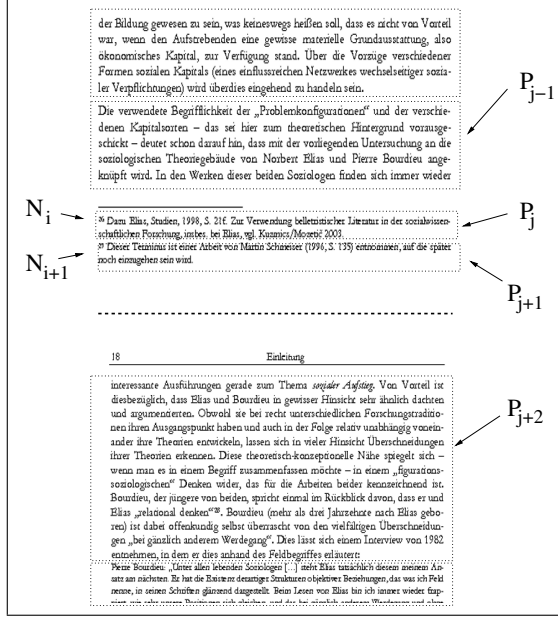 der Bildung gewesen zu sein, was keineswegs heißen soll, dass es nicht von Vorteil
war, wenn den Aufstrebenden eine gewisse materielle Grundausstattung, also
ökonomisches Kapital, zur Verfügung stand. Über die Vorzüge verschiedener
Formen sozialen Kapitals (eines einflussreichen Netzwerkes wechselseitiger sozia-
ler Verpflichtungen) wird überdies eingehend zu handeln sein.
P j−1
Die verwendete Begrifflichkeit der „Problemkonfigurationen“ und der verschie-
denen Kapitalsorten – das sei hier zum theoretischen Hintergrund vorausge-
schickt – deutet schon darauf hin, dass mit der vorliegenden Untersuchung an die
soziologischen Theoriegebäude von Norbert Elias und Pierre Bourdieu ange-
knüpft wird. In den Werken dieser beiden Soziologen finden sich immer wieder
N i
P j
Dazu Elias, Studien, 1998, S. 21f. Zur Verwendung belletristischer Literatur in der sozialwissen-
schaftlichen Forschung, insbes. bei Elias, vgl. Kuzmics/Mozetič 2003.
N i+1
Dieser Terminus ist einer Arbeit von Martin Schmeiser (1996, S. 135) entnommen, auf die später
noch einzugehen sein wird.
P j+1
18 Einleitung
interessante Ausführungen gerade zum Thema sozialer Aufstieg. Von Vorteil ist
diesbezüglich, dass Elias und Bourdieu in gewisser Hinsicht sehr ähnlich dachten
und argumentierten. Obwohl sie bei recht unterschiedlichen Forschungstraditio-
nen ihren Ausgangspunkt haben und auch in der Folge relativ unabhängig vonein-
ander ihre Theorien entwickeln, lassen sich in vieler Hinsicht Überschneidungen
ihrer Theorien erkennen. Diese theoretisch-konzeptionelle Nähe spiegelt sich –
wenn man es in einem Begriff zusammenfassen möchte – in einem „figurations-
soziologischen“ Denken wider, das für die Arbeiten beider kennzeichnend ist.
Bourdieu, der jüngere von beiden, spricht einmal im Rückblick davon, dass er und
Elias „relational denken“²⁸. Bourdieu (mehr als drei Jahrzehnte nach Elias gebo-
ren) ist dabei offenkundig selbst überrascht von den vielfältigen Überschneidun-
gen „bei gänzlich anderem Werdegang“. Dies lässt sich einem Interview von 1982
entnehmen, in dem er dies anhand des Feldbegriffes erläutert:
P j+2
Pierre Bourdieu: „Unter allen lebenden Soziologen [...] steht Elias tatsächlich diesem meinem An-
satz am nächsten. Er hat die Existenz derartiger Strukturen objektiver Beziehungen, das was ich Feld
nenne, in seinen Schriften glänzend dargestellt. Beim Lesen von Elias bin ich immer wieder frap-